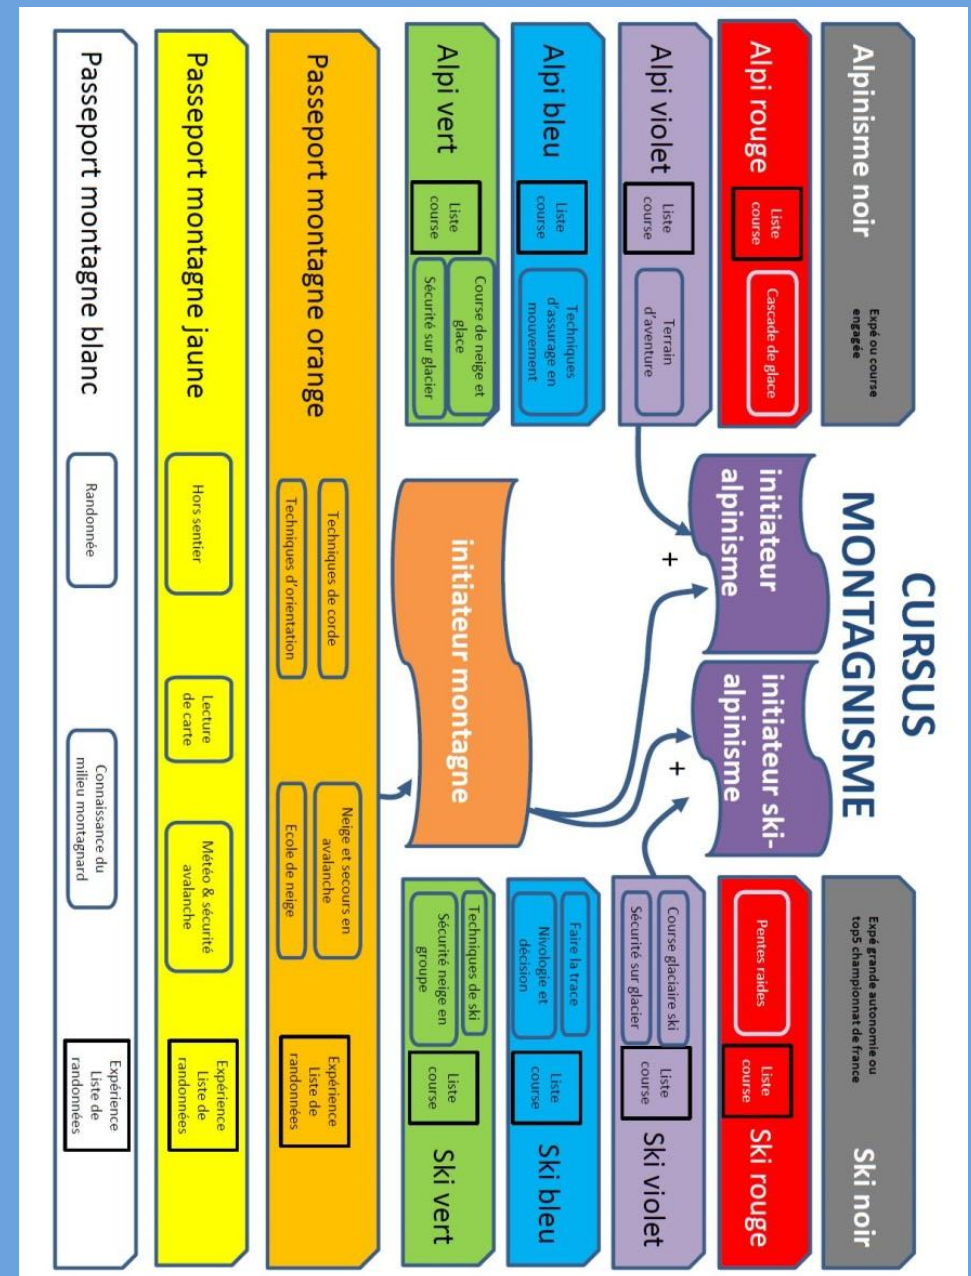 CURSUS
MONTAGNISME
Alpinisme noir
Expé ou course
engagée
Expé grande autonomie ou
top5 championnat de france
Ski noir
Alpi rouge
Liste
course
Cascade de glace
initiateur
alpinisme
initiateur ski-
alpinisme
Pentes raides
Liste
course
Ski rouge
Alpi violet
Liste
course
Terrain
d'aventure
+
+
Course glaciaire ski
Sécurité sur glacier
Liste
course
Ski violet
Alpi bleu
Liste
course
Techniques
d'assurage en
mouvement
Faire la trace
Nivologie et
décision
Liste
course
Ski bleu
Alpi vert
Liste
course
Course de neige et
glace
Sécurité sur glacier
initiateur montagne
Techniques de ski
Sécurité neige en
groupe
Liste
course
Ski vert
Passeport montagne orange
Techniques de corde
Techniques d'orientation
Neige et secours en
avalanche
Ecole de neige
Expérience
Liste de
randonnées
Passeport montagne jaune
Hors sentier
Lecture
de carte
Météo & sécurité
avalanche
Expérience
Liste de
randonnées
Passeport montagne blanc
Randonnée
Connaissance du
milieu montagnard
Expérience
Liste de
randonnées